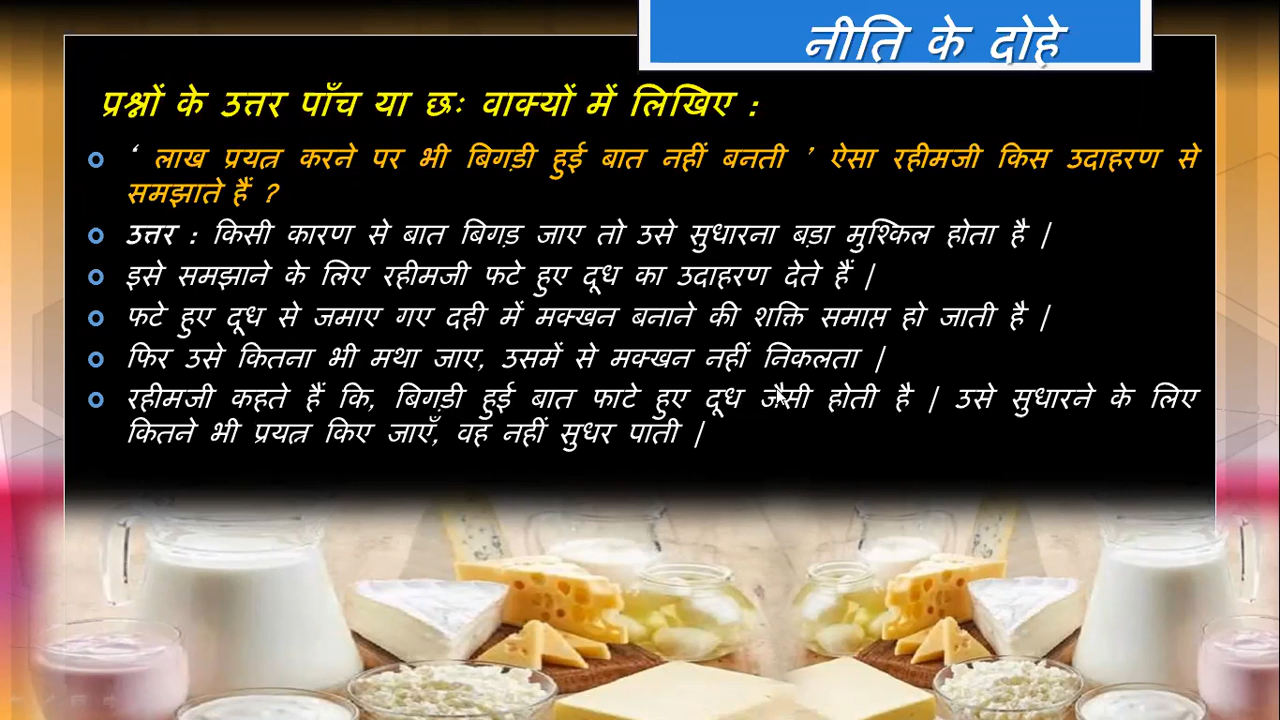 नीति के दोहे
प्रश्नों के उत्तर पाँच या छः वाक्यों में लिखिए :
‘ लाख प्रयत्न करने पर भी बिगड़ी हुई बात नहीं बनती ’ ऐसा रहीमजी किस उदाहरण से
समझाते हैं ?
उत्तर : किसी कारण से बात बिगड़ जाए तो उसे सुधारना बड़ा मुश्किल होता है |
इसे समझाने के लिए रहीमजी फटे हुए दूध का उदाहरण देते हैं |
फटे हुए दूध से जमाए गए दही में मक्खन बनाने की शक्ति समाप्त हो जाती है |
फिर उसे कितना भी मथा जाए, उसमें से मक्खन नहीं निकलता |
रहीमजी कहते हैं कि, बिगड़ी हुई बात फाटे हुए दूध जैसी होती है | उसे सुधारने के लिए
कितने भी प्रयत्न किए जाएँ, वह नहीं सुधर पाती |